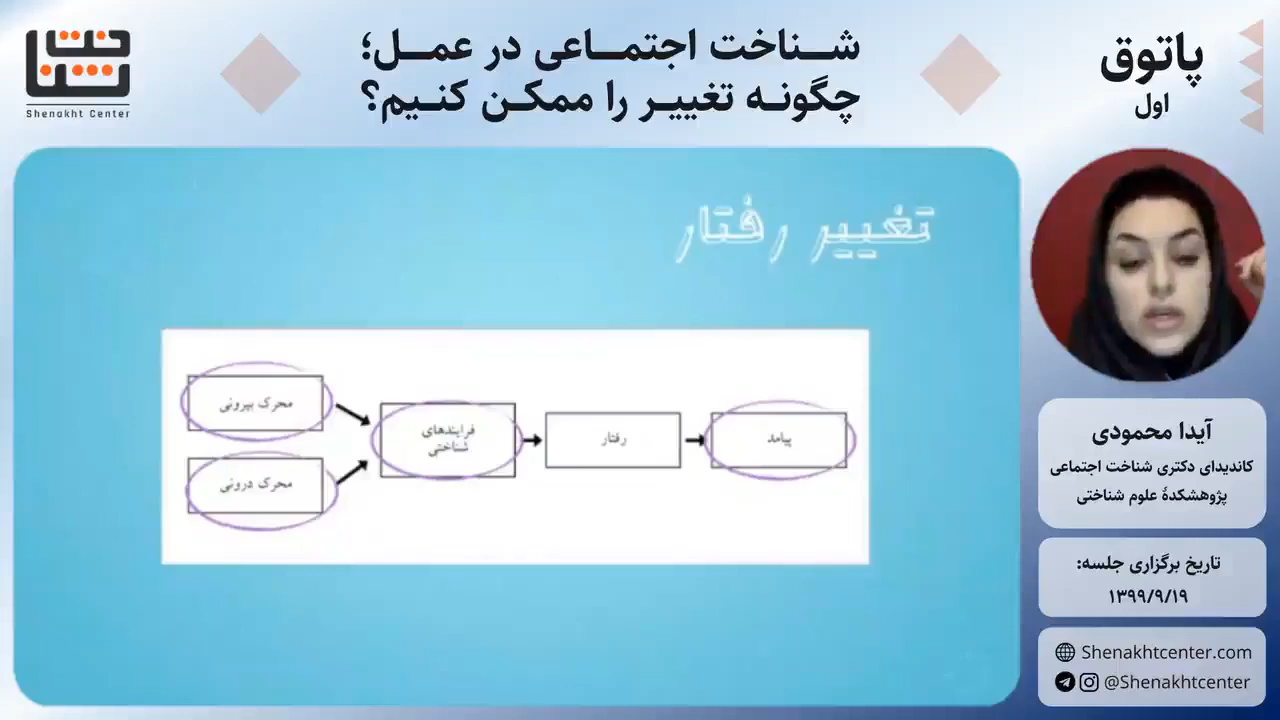 شناخت
Shenakht Center
شناخت اجتماعی در عمل؛
چگونه تغییر را ممکن کنیم؟
پاتوق
اول
تغییر رفتار
محرک بیرونی
محرک درونی
فرایندهای
شناختی
رفتار
پیامد
آیدا محمودی
کاندیدای دکتری شناخت اجتماعی
پژوهشکدهٔ علوم شناختی
تاریخ برگزاری جلسه:
۱۳۹۹/۹/۱۹
Shenakhtcenter.com
@Shenakhtcenter